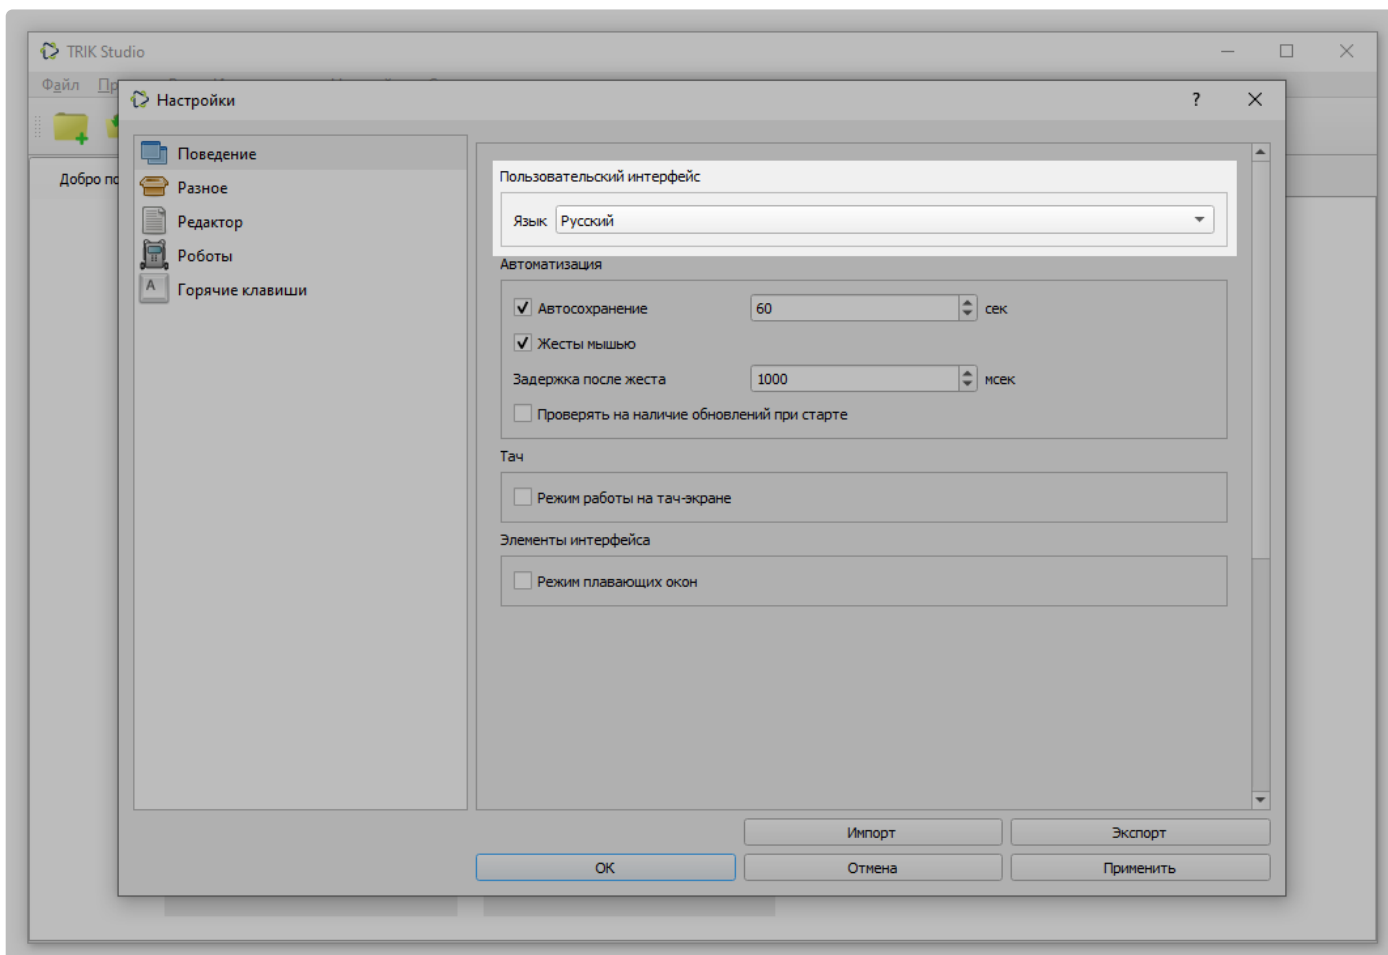 TRIK Studio
Файл
Настройки
?
Добро по
Поведение
Разное
Редактор
Роботы
A
Горячие клавиши
Пользовательский интерфейс
Язык Русский
Автоматизация
Автосохранение 60 сек
Жесты мышью
Задержка после жеста 1000 мсек
Проверять на наличие обновлений при старте
Тач
Режим работы на тач-экране
Элементы интерфейса
Режим плавающих окон
Импорт Экспорт
ОК Отмена Применить